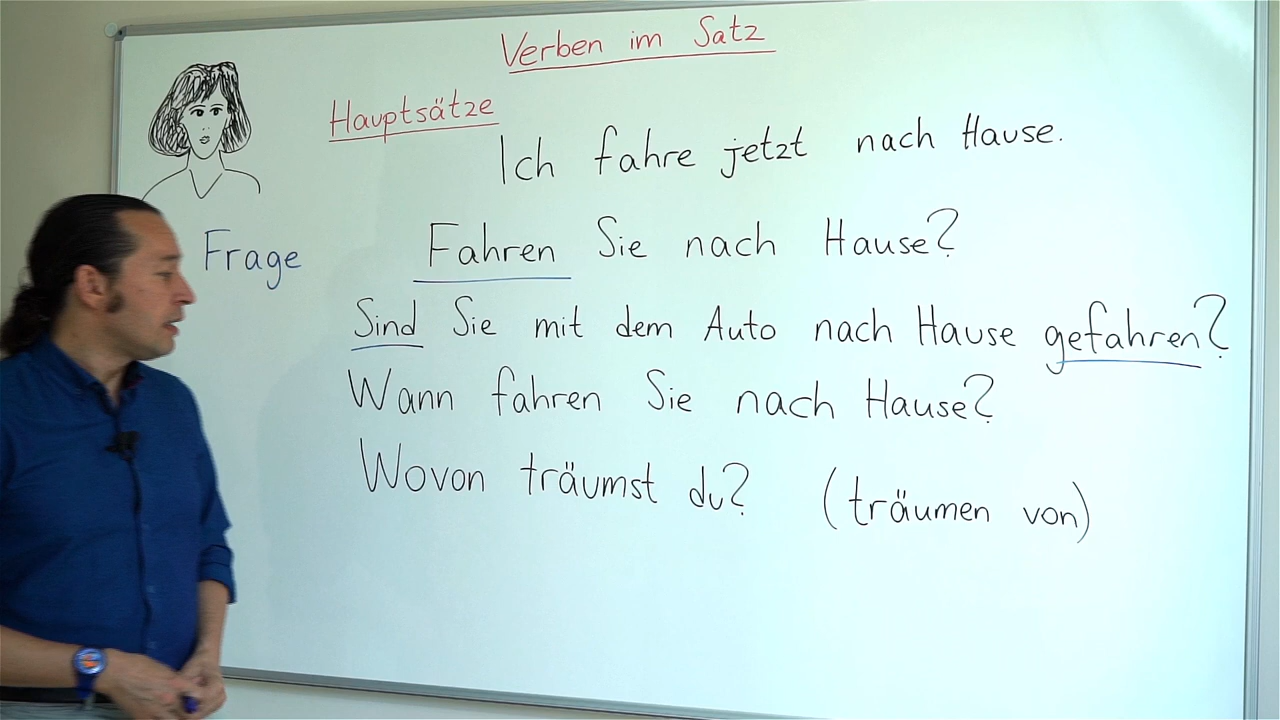 Verben im Satz
Hauptsätze
Ich fahre jetzt nach Hause.
Frage
Fahren Sie nach Hause?
Sind Sie mit dem Auto nach Hause gefahren?
Wann fahren Sie nach Hause?
Wovon träumst du? (träumen von)